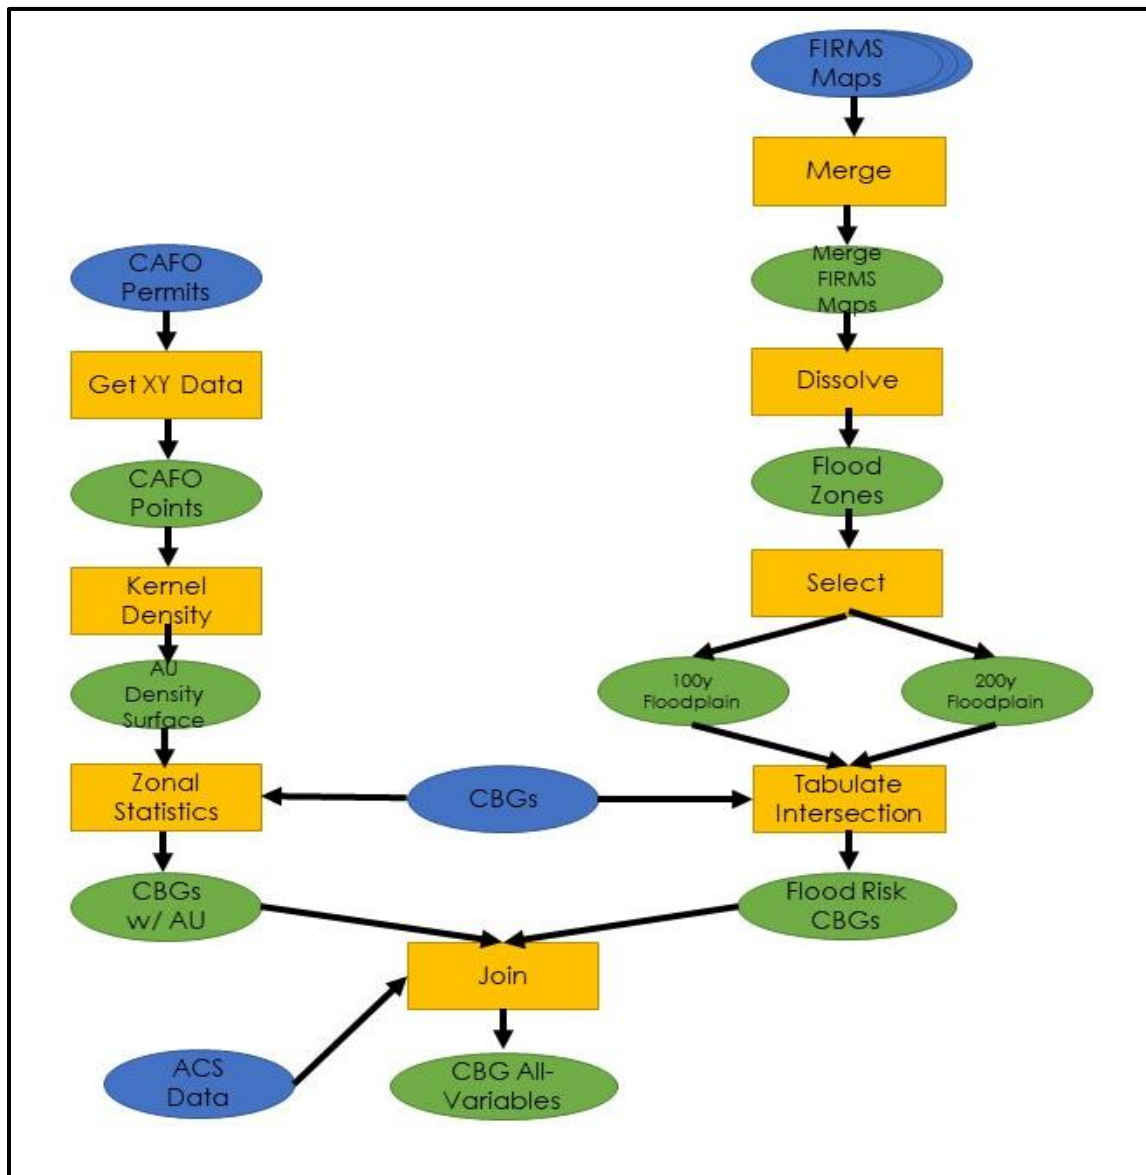 FIRMS
Maps
Merge
Merge
FIRMS
Maps
Dissolve
Flood
Zones
Select
100y
Floodplain
200y
Floodplain
CAFO
Permits
Get XY Data
CAFO
Points
Kernel
Density
AU
Density
Surface
Zonal
Statistics
CBGs
Tabulate
Intersection
CBGs
w/ AU
Flood Risk
CBGs
Join
ACS
Data
CBG All-
Variables